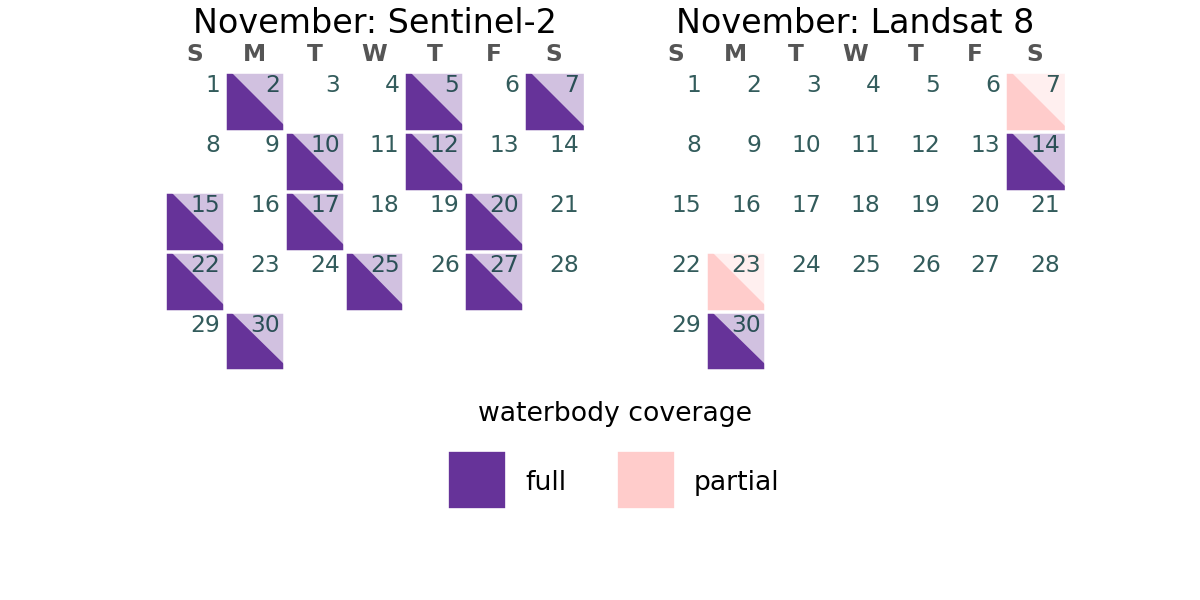 November: Sentinel-2
S M T W T F S
1 2 3 4 5 6 7
8 9 10 11 12 13 14
15 16 17 18 19 20 21
22 23 24 25 26 27 28
29 30
November: Landsat 8
S M T W T F S
1 2 3 4 5 6 7
8 9 10 11 12 13 14
15 16 17 18 19 20 21
22 23 24 25 26 27 28
29 30
waterbody coverage
full partial